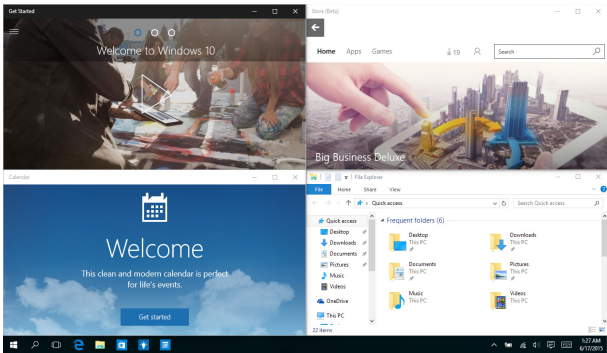 Get Started
Welcome to Windows 10
Store (Beta)
Home Apps Games 19 Search
Big Business Deluxe
Calendar
Welcome
This clean and modern calendar is perfect
for life's events.
Get started
File Explorer
File Home Share View
Quick access Search Quick access
Quick access
Desktop
Downloads
Documents
Pictures
Music
Videos
OneDrive
This PC
Frequent folders (6)
Desktop
This PC
Downloads
This PC
Documents
This PC
Pictures
This PC
Music
This PC
Videos
This PC
22 items
1:27 AM
6/17/2015